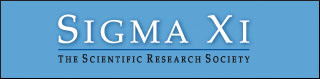 SIGMA XI
THE SCIENTIFIC RESEARCH SOCIETY